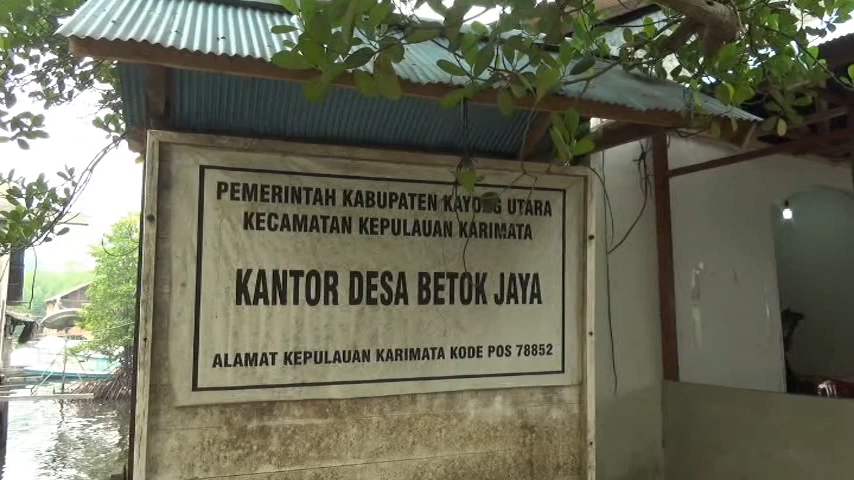 PEMERINTAH KABUPATEN KAYONG UTARA
KECAMATAN KEPULAUAN KARIMATA
KANTOR DESA BETOK JAYA
ALAMAT KEPULAUAN KARIMATA KODE POS 78852